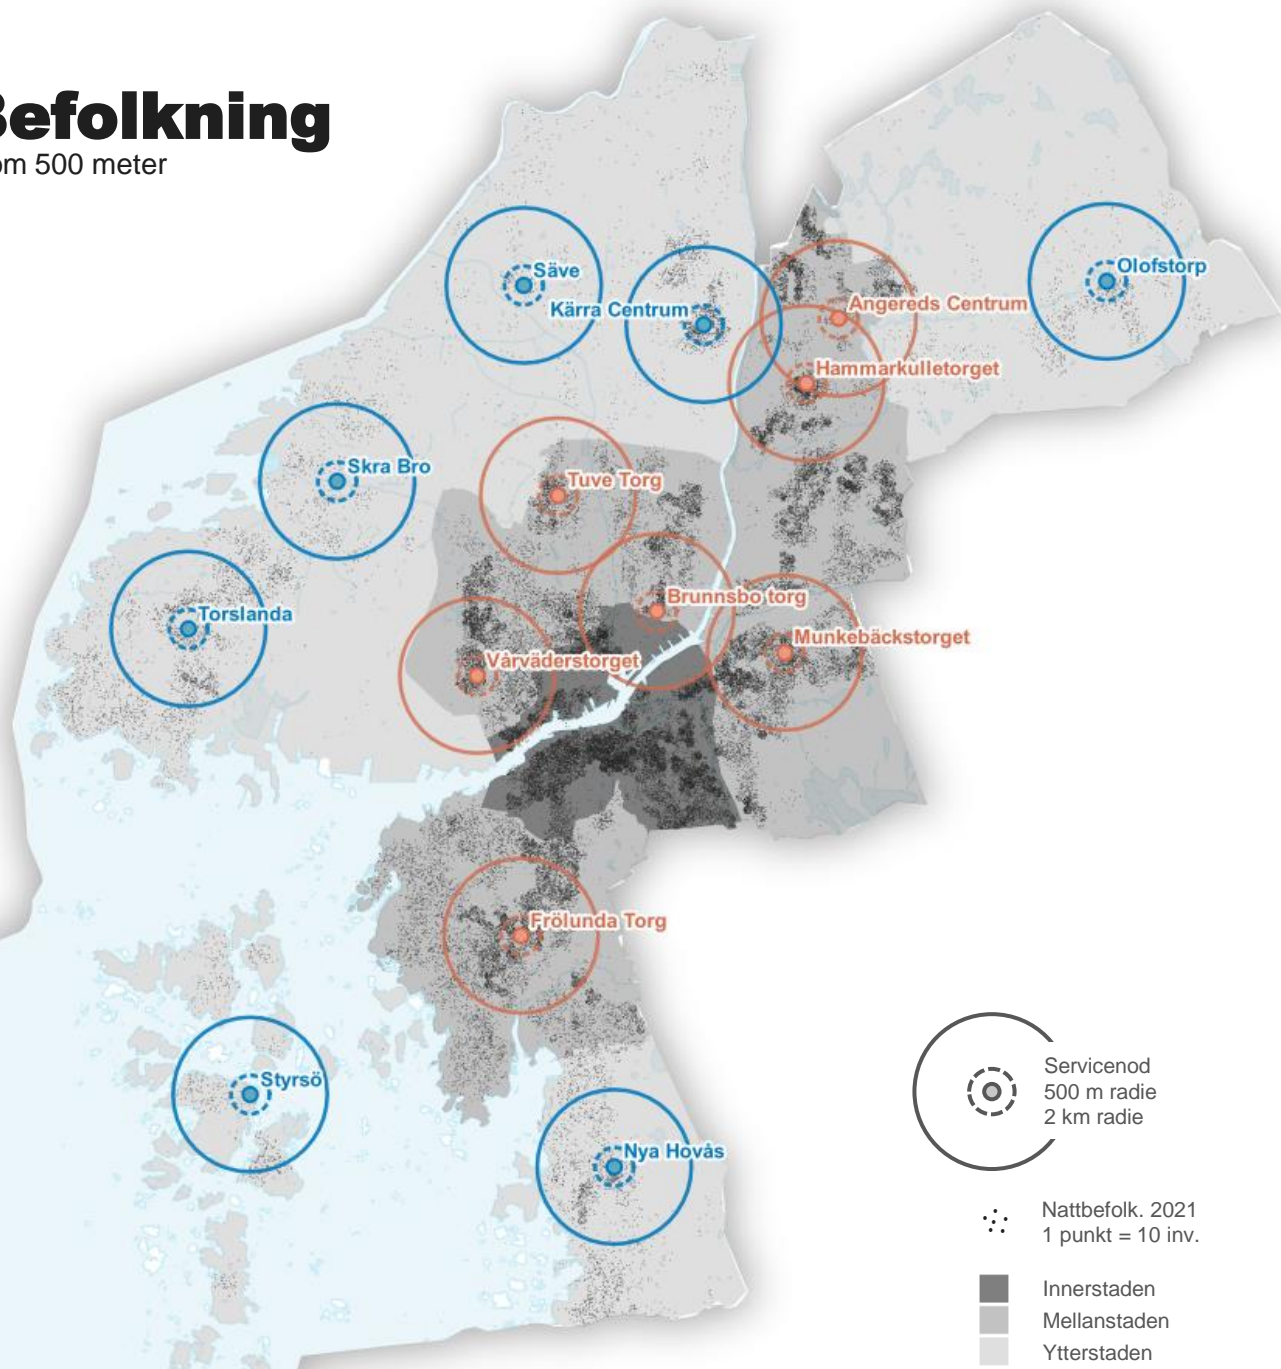 Befolkning
om 500 meter
Säve
Olofstorp
Kärra Centrum
Angereds Centrum
Hammarkulletorget
Skra Bro
Tuve Torg
Torslanda
Brunnsbo torg
Munkebäckstorget
Vårväderstorget
Frölunda Torg
Styrsö
Nya Hovås
Servicenod
500 m radie
2 km radie
Nattbefolk. 2021
1 punkt = 10 inv.
Innerstaden
Mellanstaden
Ytterstaden